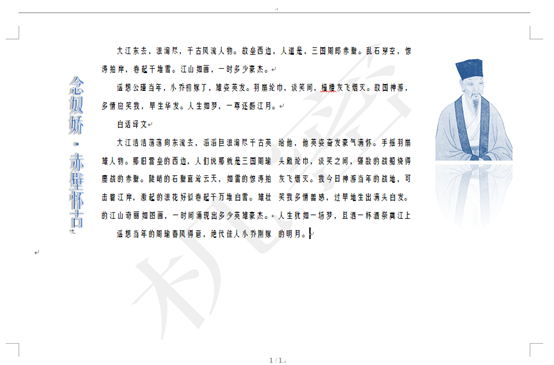 念奴娇·赤壁怀古
大江东去，浪淘尽，千古风流人物。故垒西边，人道是，三国周郎赤壁。乱石穿空，惊
涛拍岸，卷起千堆雪。江山如画，一时多少豪杰。
遥想公瑾当年，小乔初嫁了，雄姿英发。羽扇纶巾，谈笑间，樯橹灰飞烟灭。故国神游，
多情应笑我，早生华发。人生如梦，一尊还酹江月。
白话译文
大江浩浩荡荡向东流去，滔滔巨浪淘尽千古英
雄人物。那旧营垒的西边，人们说那就是三国周瑜
鏖战的赤壁。陡峭的石壁直耸云天，如雷的惊涛拍
击着江岸，激起的浪花好似卷起千万堆白雪。雄壮
的江山奇丽如图画，一时间涌现出多少英雄豪杰。
遥想当年的周瑜春风得意，绝代佳人小乔刚嫁
给他，他英姿奋发豪气满怀。手摇羽扇
头戴纶巾，谈笑之间，强敌的战船烧得
灰飞烟灭。我今日神游当年的战地，可
笑我多情善感，过早地生出满头白发。
人生犹如一场梦，且洒一杯酒祭奠江上
的明月。
机密
1 / 1